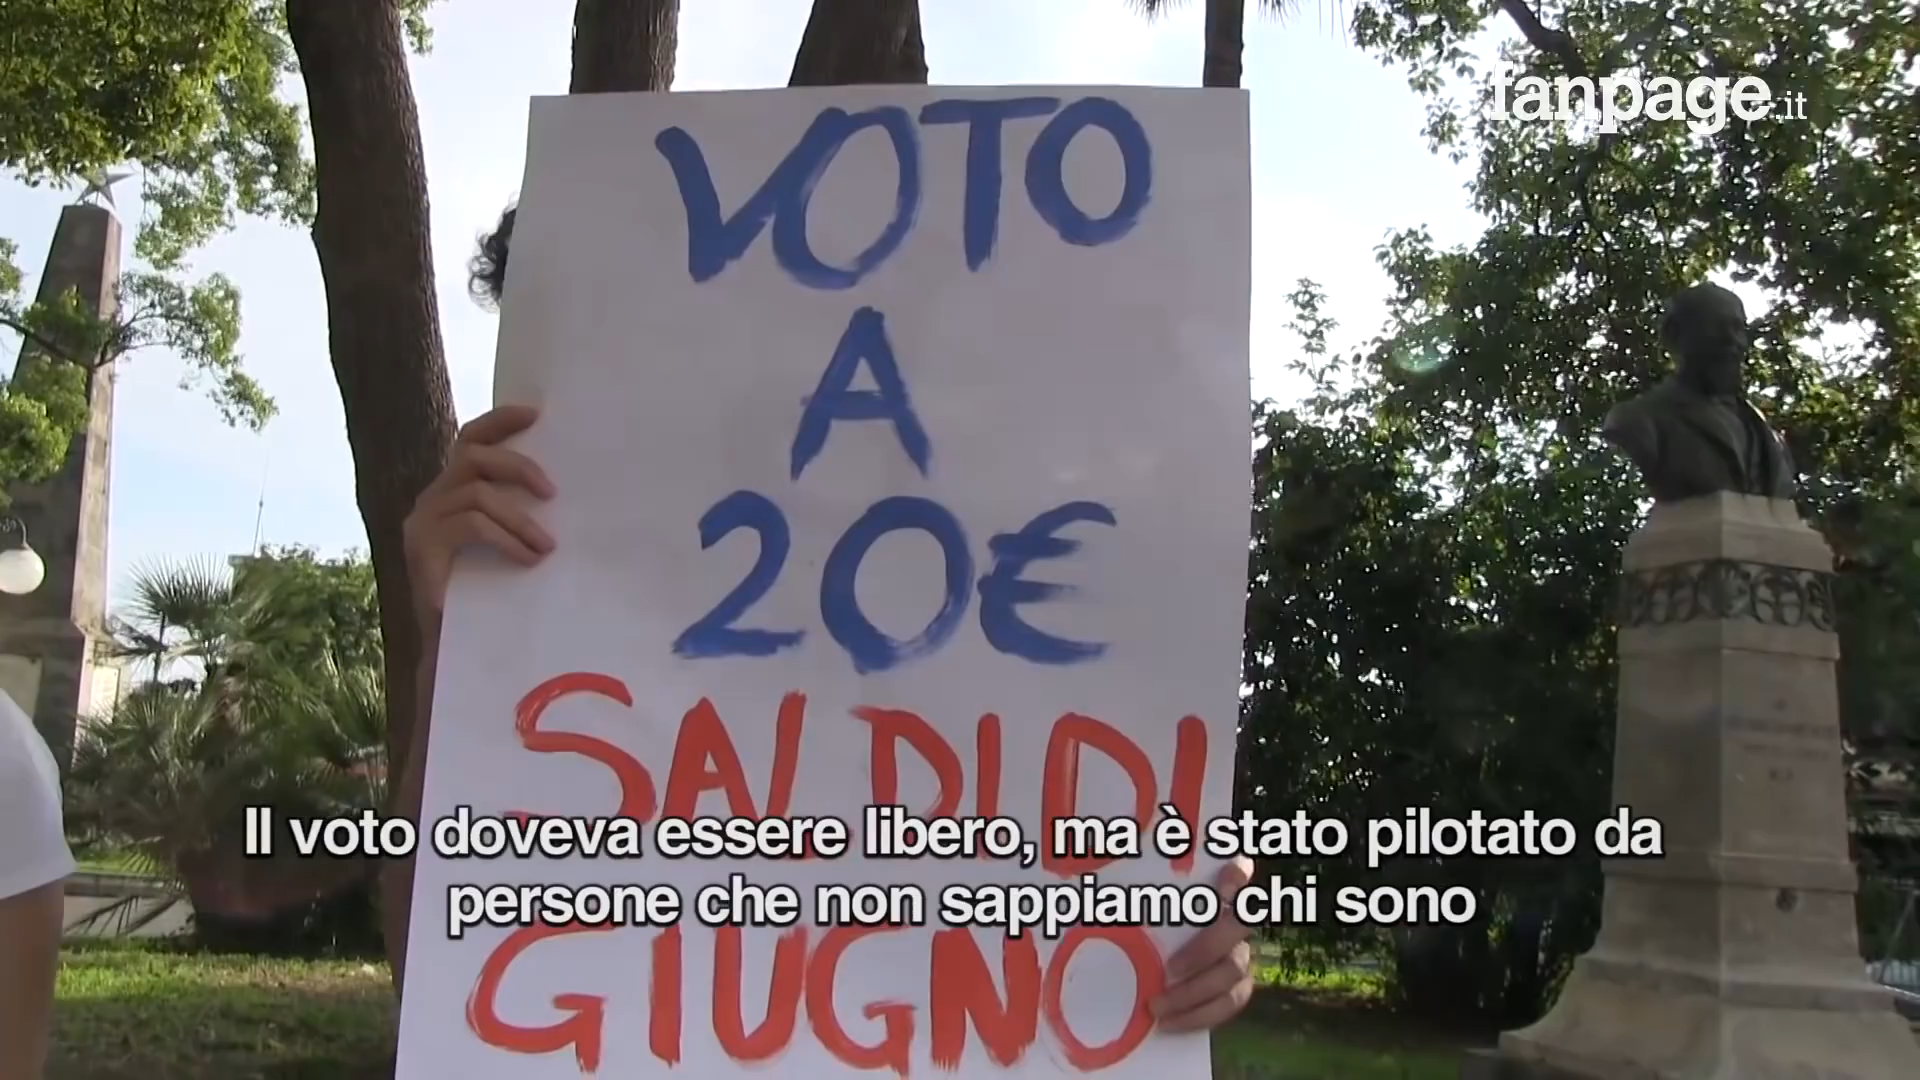 fanpage.it
VOTO
A
20€
SALDI DI
Il voto doveva essere libero, ma è stato pilotato da
persone che non sappiamo chi sono
GIUGNO